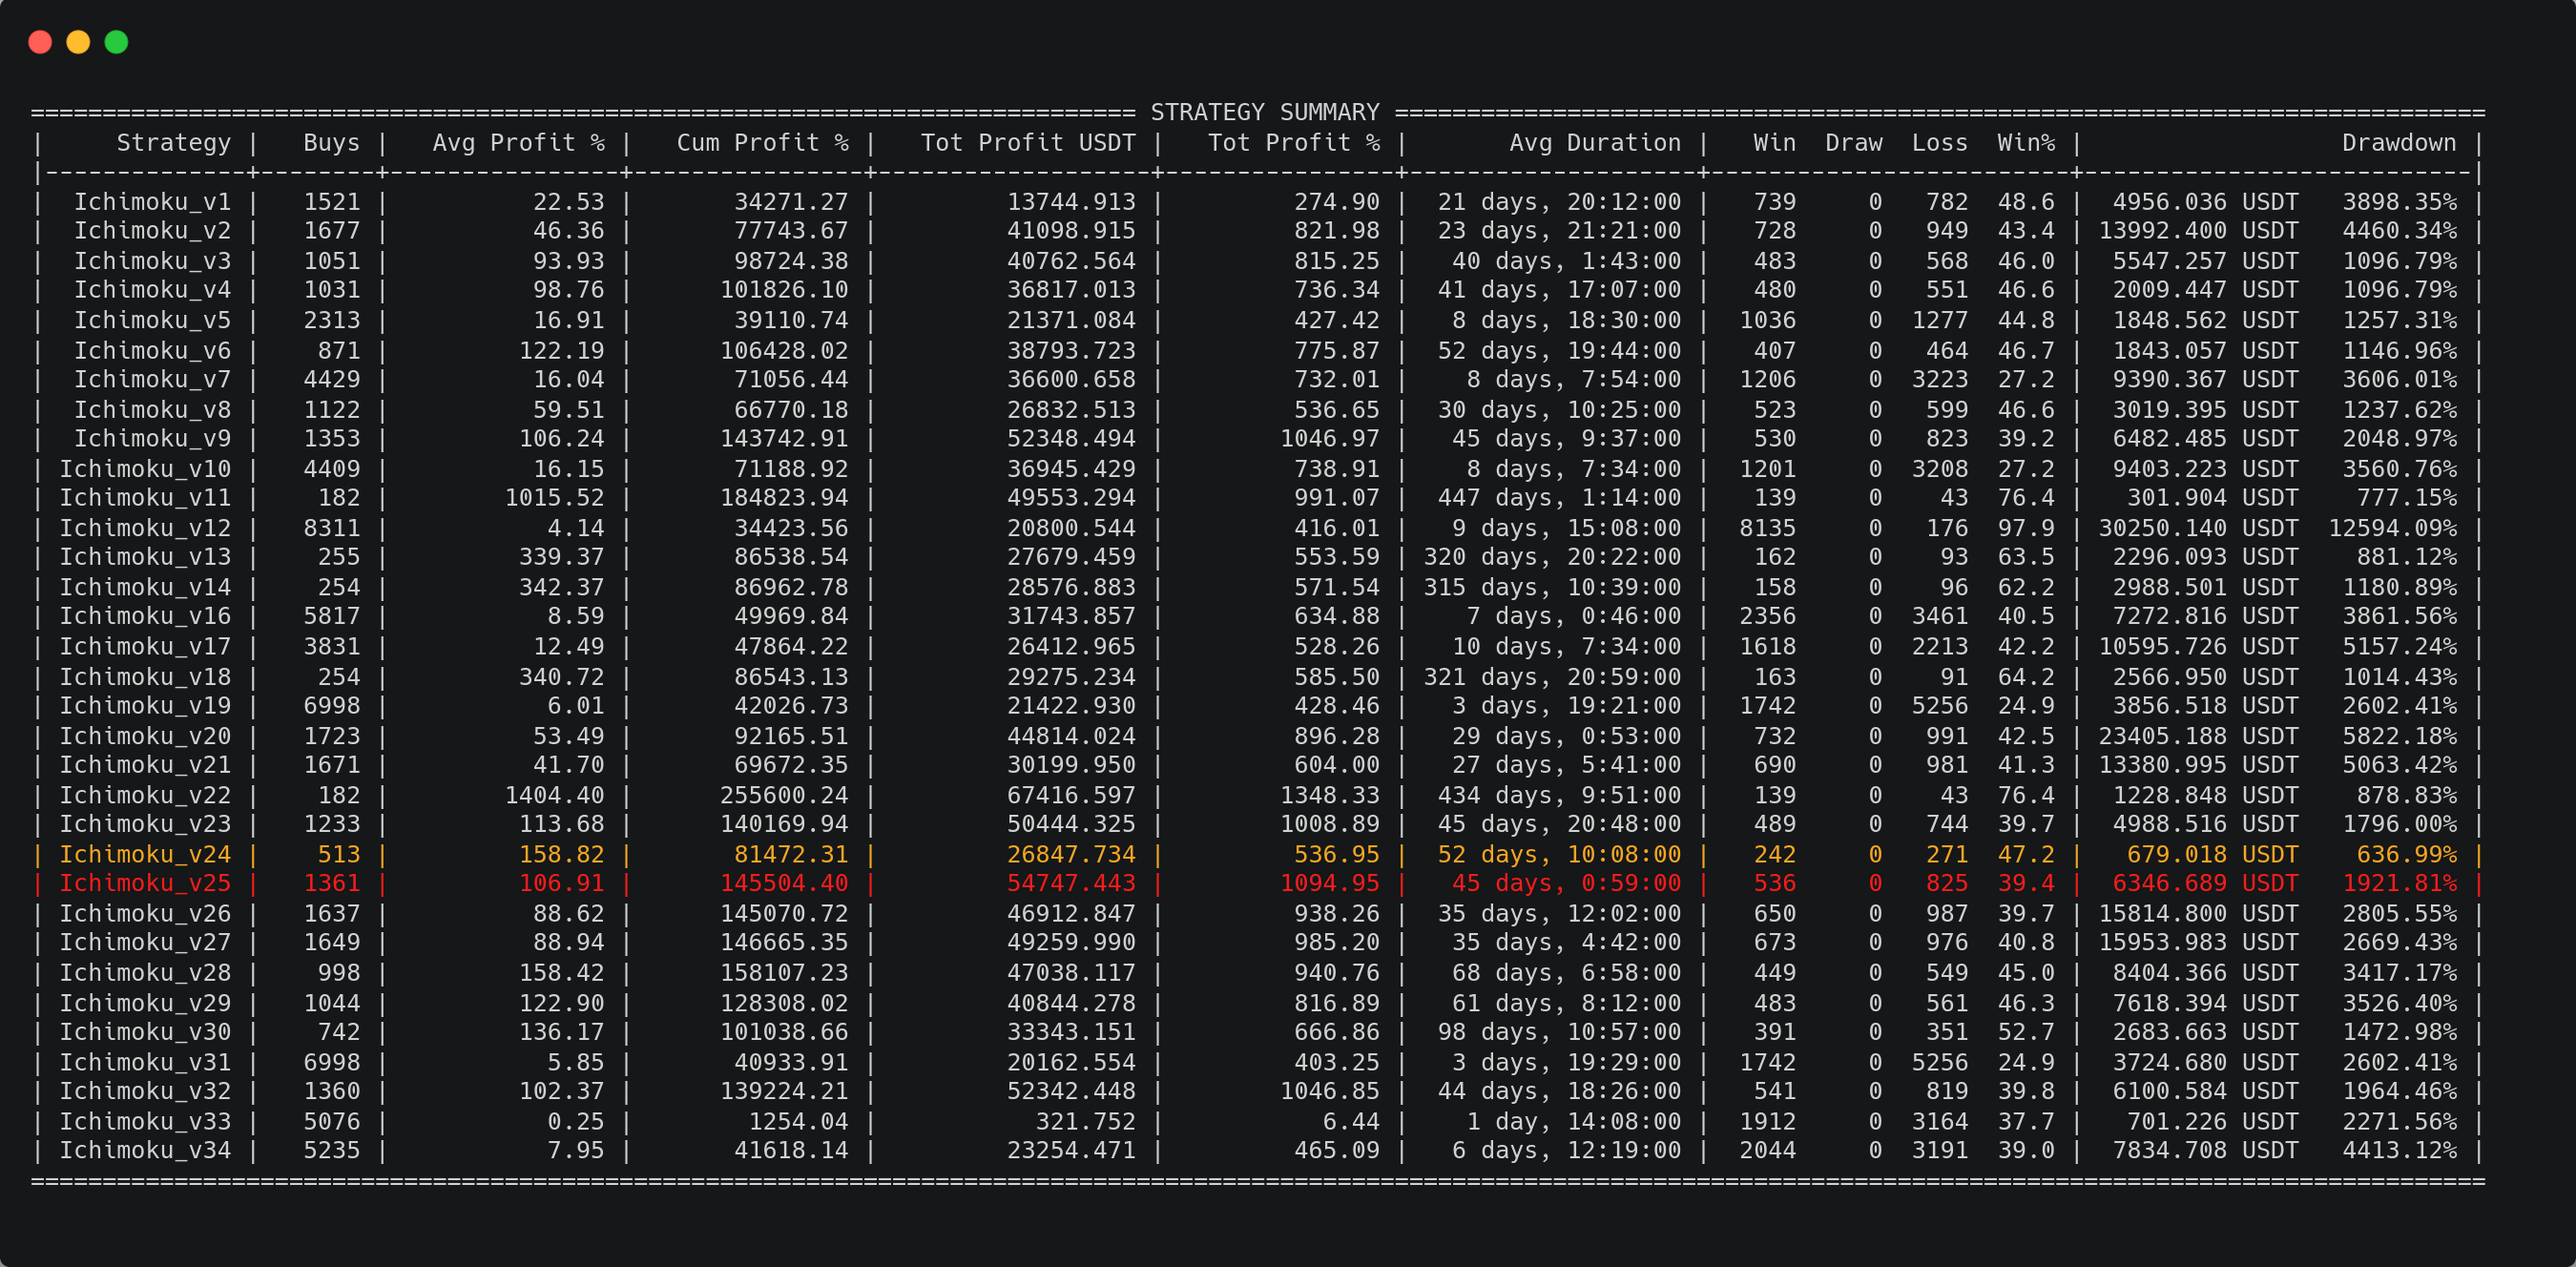 ============================================================================= STRATEGY SUMMARY ============================================================================
|     Strategy |   Buys |   Avg Profit % |   Cum Profit % |   Tot Profit USDT |   Tot Profit % |       Avg Duration |   Win  Draw  Loss  Win% |                  Drawdown |
|--------------+--------+----------------+----------------+-------------------+----------------+--------------------+-------------------------+---------------------------|
|  Ichimoku_v1 |   1521 |          22.53 |       34271.27 |         13744.913 |         274.90 |  21 days, 20:12:00 |   739     0   782  48.6 |  4956.036 USDT   3898.35% |
|  Ichimoku_v2 |   1677 |          46.36 |       77743.67 |         41098.915 |         821.98 |  23 days, 21:21:00 |   728     0   949  43.4 | 13992.400 USDT   4460.34% |
|  Ichimoku_v3 |   1051 |          93.93 |       98724.38 |         40762.564 |         815.25 |   40 days, 1:43:00 |   483     0   568  46.0 |  5547.257 USDT   1096.79% |
|  Ichimoku_v4 |   1031 |          98.76 |      101826.10 |         36817.013 |         736.34 |  41 days, 17:07:00 |   480     0   551  46.6 |  2009.447 USDT   1096.79% |
|  Ichimoku_v5 |   2313 |          16.91 |       39110.74 |         21371.084 |         427.42 |   8 days, 18:30:00 |  1036     0  1277  44.8 |  1848.562 USDT   1257.31% |
|  Ichimoku_v6 |    871 |         122.19 |      106428.02 |         38793.723 |         775.87 |  52 days, 19:44:00 |   407     0   464  46.7 |  1843.057 USDT   1146.96% |
|  Ichimoku_v7 |   4429 |          16.04 |       71056.44 |         36600.658 |         732.01 |    8 days, 7:54:00 |  1206     0  3223  27.2 |  9390.367 USDT   3606.01% |
|  Ichimoku_v8 |   1122 |          59.51 |       66770.18 |         26832.513 |         536.65 |  30 days, 10:25:00 |   523     0   599  46.6 |  3019.395 USDT   1237.62% |
|  Ichimoku_v9 |   1353 |         106.24 |      143742.91 |         52348.494 |        1046.97 |   45 days, 9:37:00 |   530     0   823  39.2 |  6482.485 USDT   2048.97% |
| Ichimoku_v10 |   4409 |          16.15 |       71188.92 |         36945.429 |         738.91 |    8 days, 7:34:00 |  1201     0  3208  27.2 |  9403.223 USDT   3560.76% |
| Ichimoku_v11 |    182 |        1015.52 |      184823.94 |         49553.294 |         991.07 |  447 days, 1:14:00 |   139     0    43  76.4 |   301.904 USDT    777.15% |
| Ichimoku_v12 |   8311 |           4.14 |       34423.56 |         20800.544 |         416.01 |   9 days, 15:08:00 |  8135     0   176  97.9 | 30250.140 USDT  12594.09% |
| Ichimoku_v13 |    255 |         339.37 |       86538.54 |         27679.459 |         553.59 | 320 days, 20:22:00 |   162     0    93  63.5 |  2296.093 USDT    881.12% |
| Ichimoku_v14 |    254 |         342.37 |       86962.78 |         28576.883 |         571.54 | 315 days, 10:39:00 |   158     0    96  62.2 |  2988.501 USDT   1180.89% |
| Ichimoku_v16 |   5817 |           8.59 |       49969.84 |         31743.857 |         634.88 |    7 days, 0:46:00 |  2356     0  3461  40.5 |  7272.816 USDT   3861.56% |
| Ichimoku_v17 |   3831 |          12.49 |       47864.22 |         26412.965 |         528.26 |   10 days, 7:34:00 |  1618     0  2213  42.2 | 10595.726 USDT   5157.24% |
| Ichimoku_v18 |    254 |         340.72 |       86543.13 |         29275.234 |         585.50 | 321 days, 20:59:00 |   163     0    91  64.2 |  2566.950 USDT   1014.43% |
| Ichimoku_v19 |   6998 |           6.01 |       42026.73 |         21422.930 |         428.46 |   3 days, 19:21:00 |  1742     0  5256  24.9 |  3856.518 USDT   2602.41% |
| Ichimoku_v20 |   1723 |          53.49 |       92165.51 |         44814.024 |         896.28 |   29 days, 0:53:00 |   732     0   991  42.5 | 23405.188 USDT   5822.18% |
| Ichimoku_v21 |   1671 |          41.70 |       69672.35 |         30199.950 |         604.00 |   27 days, 5:41:00 |   690     0   981  41.3 | 13380.995 USDT   5063.42% |
| Ichimoku_v22 |    182 |        1404.40 |      255600.24 |         67416.597 |        1348.33 |  434 days, 9:51:00 |   139     0    43  76.4 |  1228.848 USDT    878.83% |
| Ichimoku_v23 |   1233 |         113.68 |      140169.94 |         50444.325 |        1008.89 |  45 days, 20:48:00 |   489     0   744  39.7 |  4988.516 USDT   1796.00% |
| Ichimoku_v24 |    513 |         158.82 |       81472.31 |         26847.734 |         536.95 |  52 days, 10:08:00 |   242     0   271  47.2 |   679.018 USDT    636.99% |
| Ichimoku_v25 |   1361 |         106.91 |      145504.40 |         54747.443 |        1094.95 |   45 days, 0:59:00 |   536     0   825  39.4 |  6346.689 USDT   1921.81% |
| Ichimoku_v26 |   1637 |          88.62 |      145070.72 |         46912.847 |         938.26 |  35 days, 12:02:00 |   650     0   987  39.7 | 15814.800 USDT   2805.55% |
| Ichimoku_v27 |   1649 |          88.94 |      146665.35 |         49259.990 |         985.20 |   35 days, 4:42:00 |   673     0   976  40.8 | 15953.983 USDT   2669.43% |
| Ichimoku_v28 |    998 |         158.42 |      158107.23 |         47038.117 |         940.76 |   68 days, 6:58:00 |   449     0   549  45.0 |  8404.366 USDT   3417.17% |
| Ichimoku_v29 |   1044 |         122.90 |      128308.02 |         40844.278 |         816.89 |   61 days, 8:12:00 |   483     0   561  46.3 |  7618.394 USDT   3526.40% |
| Ichimoku_v30 |    742 |         136.17 |      101038.66 |         33343.151 |         666.86 |  98 days, 10:57:00 |   391     0   351  52.7 |  2683.663 USDT   1472.98% |
| Ichimoku_v31 |   6998 |           5.85 |       40933.91 |         20162.554 |         403.25 |   3 days, 19:29:00 |  1742     0  5256  24.9 |  3724.680 USDT   2602.41% |
| Ichimoku_v32 |   1360 |         102.37 |      139224.21 |         52342.448 |        1046.85 |  44 days, 18:26:00 |   541     0   819  39.8 |  6100.584 USDT   1964.46% |
| Ichimoku_v33 |   5076 |           0.25 |        1254.04 |           321.752 |           6.44 |    1 day, 14:08:00 |  1912     0  3164  37.7 |   701.226 USDT   2271.56% |
| Ichimoku_v34 |   5235 |           7.95 |       41618.14 |         23254.471 |         465.09 |   6 days, 12:19:00 |  2044     0  3191  39.0 |  7834.708 USDT   4413.12% |
===========================================================================================================================================================================